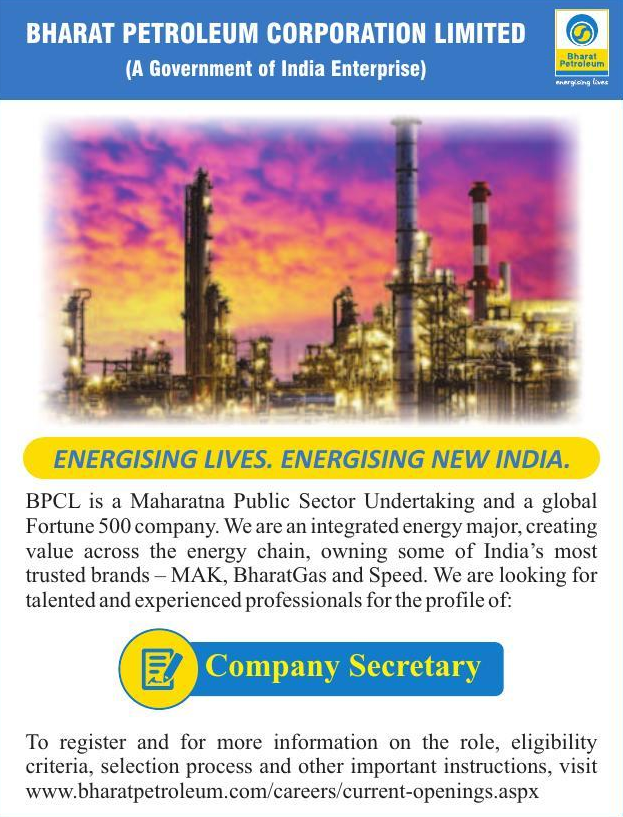 BHARAT PETROLEUM CORPORATION LIMITED
(A Government of India Enterprise)
Bharat
Petroleum
energising lives
ENERGISING LIVES. ENERGISING NEW INDIA.
BPCL is a Maharatna Public Sector Undertaking and a global
Fortune 500 company. We are an integrated energy major, creating
value across the energy chain, owning some of India's most
trusted brands – MAK, BharatGas and Speed. We are looking for
talented and experienced professionals for the profile of:
Company Secretary
To register and for more information on the role, eligibility
criteria, selection process and other important instructions, visit
www.bharatpetroleum.com/careers/current-openings.aspx